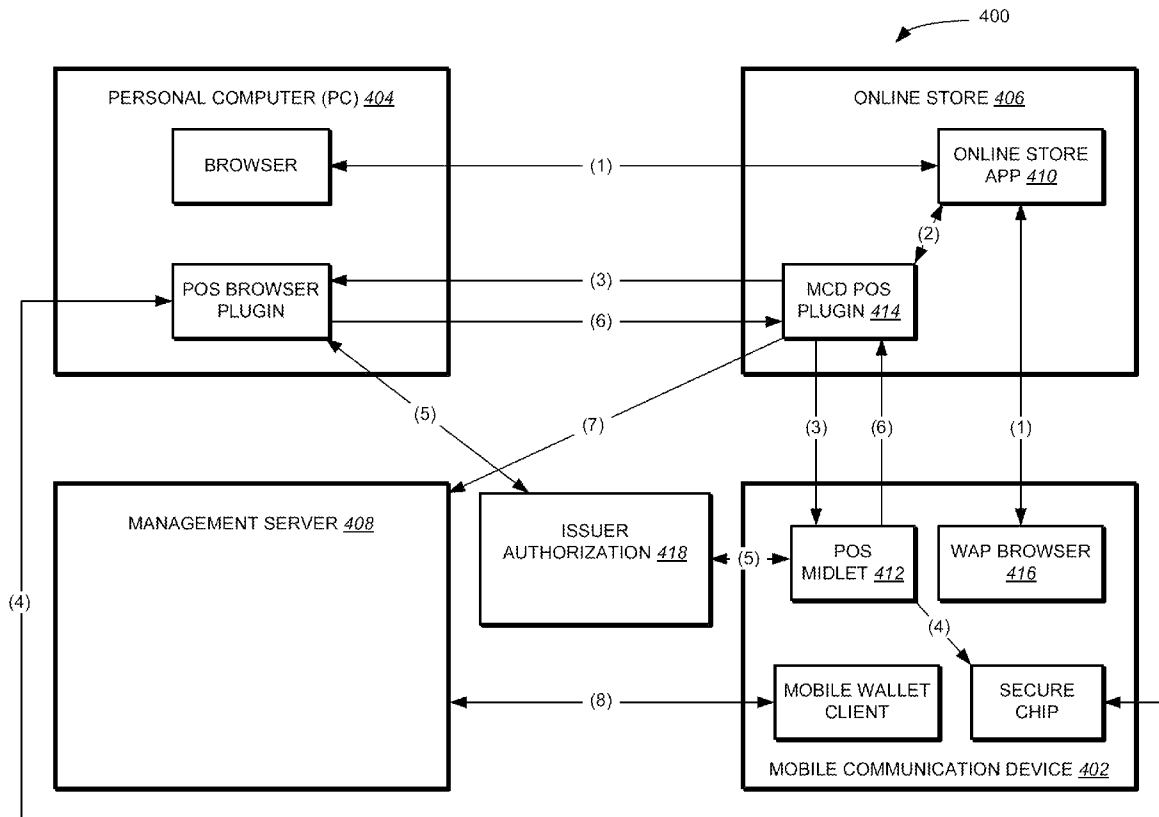 400
PERSONAL COMPUTER (PC) 404
ONLINE STORE 406
BROWSER
(1)
ONLINE STORE
APP 410
(2)
POS BROWSER
PLUGIN
(3)
(6)
MCD POS
PLUGIN 414
(5)
(7)
(3)
(6)
(1)
MANAGEMENT SERVER 408
ISSUER
AUTHORIZATION 418
(5)
POS
MIDLET 412
WAP BROWSER
416
(4)
(4)
(8)
MOBILE WALLET
CLIENT
SECURE
CHIP
MOBILE COMMUNICATION DEVICE 402